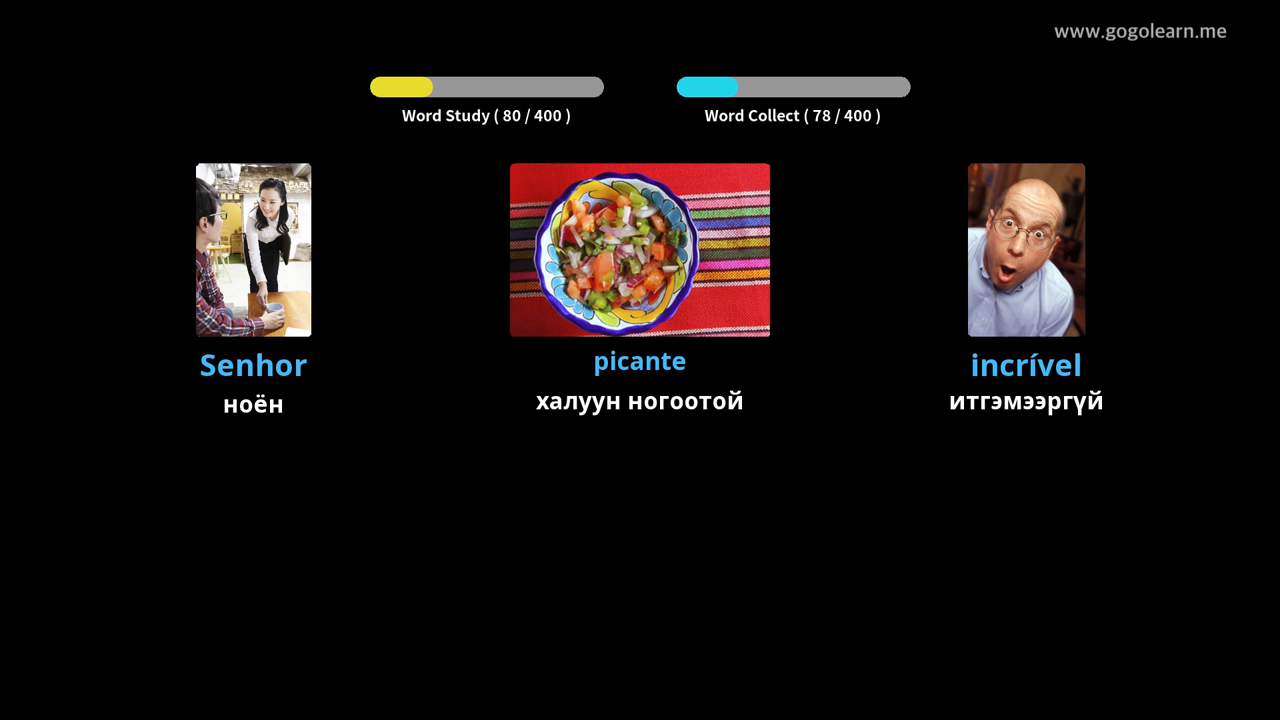 www.gogolearn.me
Word Study ( 80 / 400 )
Word Collect ( 78 / 400 )
Senhor
ноён
picante
халуун ногоотой
incrível
итгэмээргүй